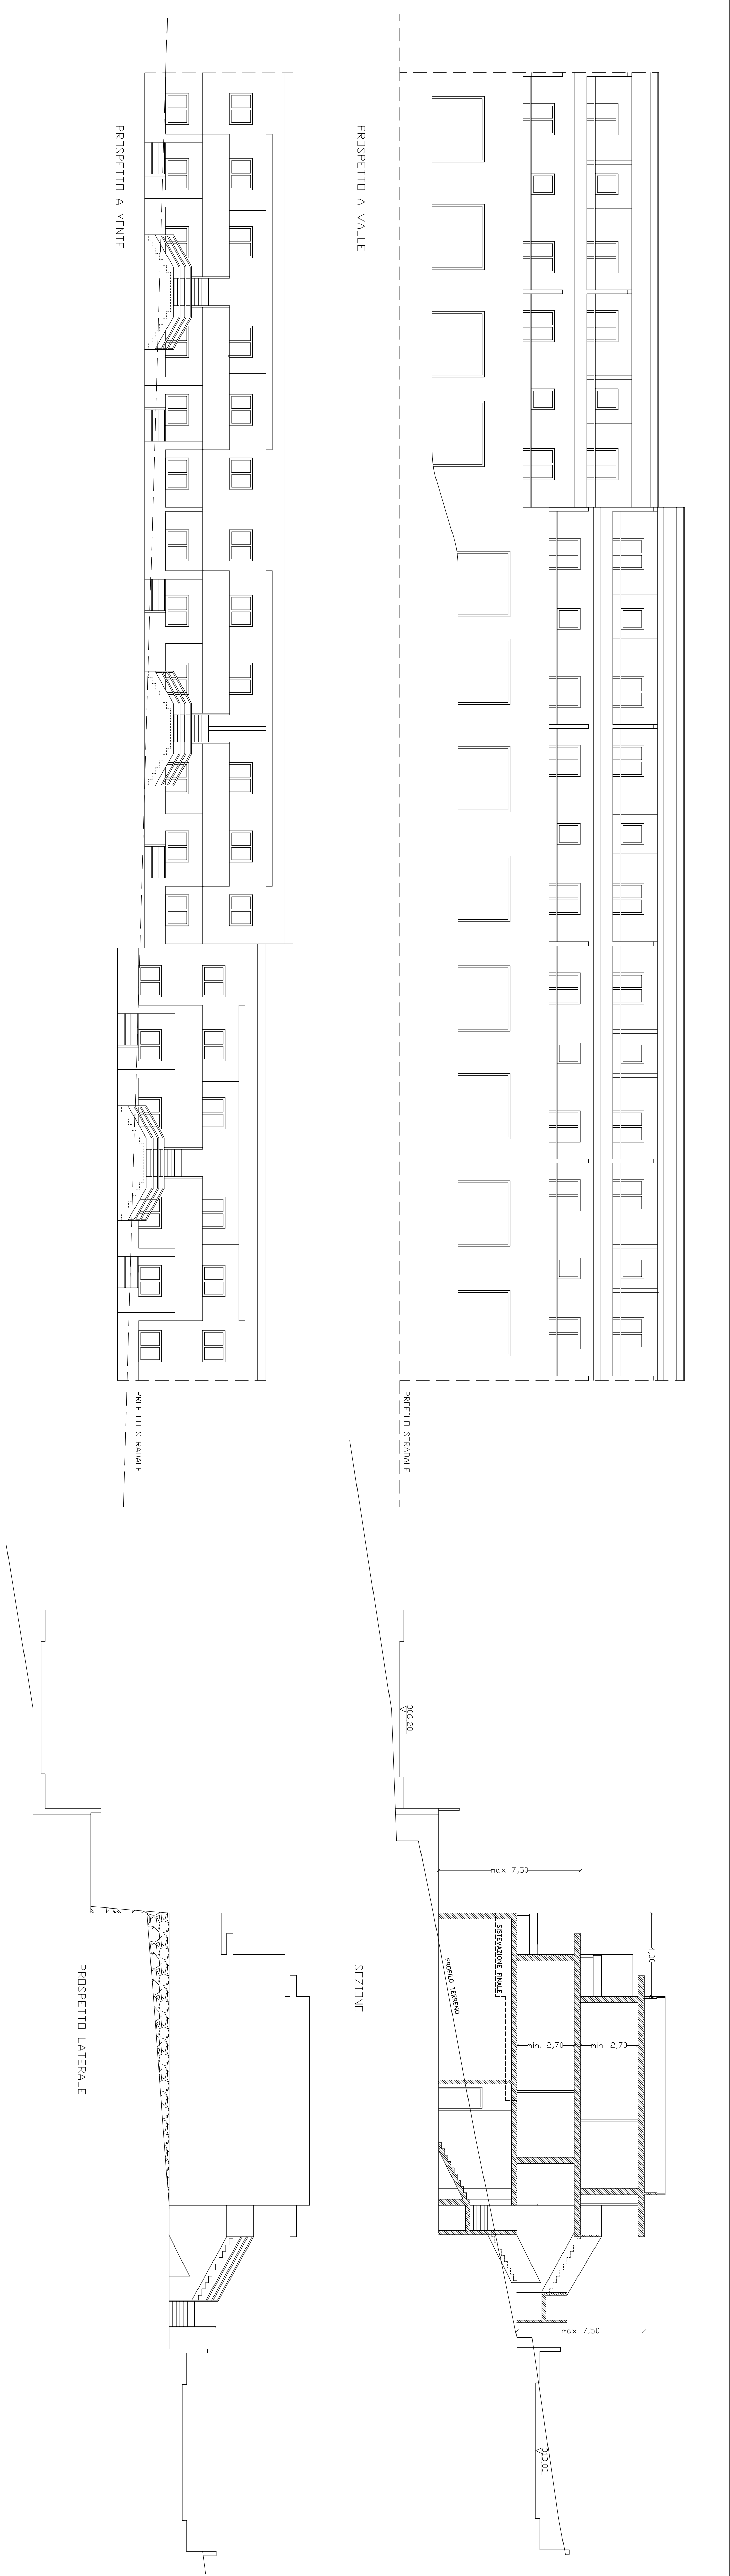 PROSPETTO A VALLE
PROFILO STRADALE
PROSPETTO A MONTE
PROFILO STRADALE
306,20
max 7,50
4,00
SISTEMAZIONE FINALE
PROFILO TERRENO
min. 2,70
min. 2,70
max 7,50
313,00
SEZIONE
PROSPETTO LATERALE